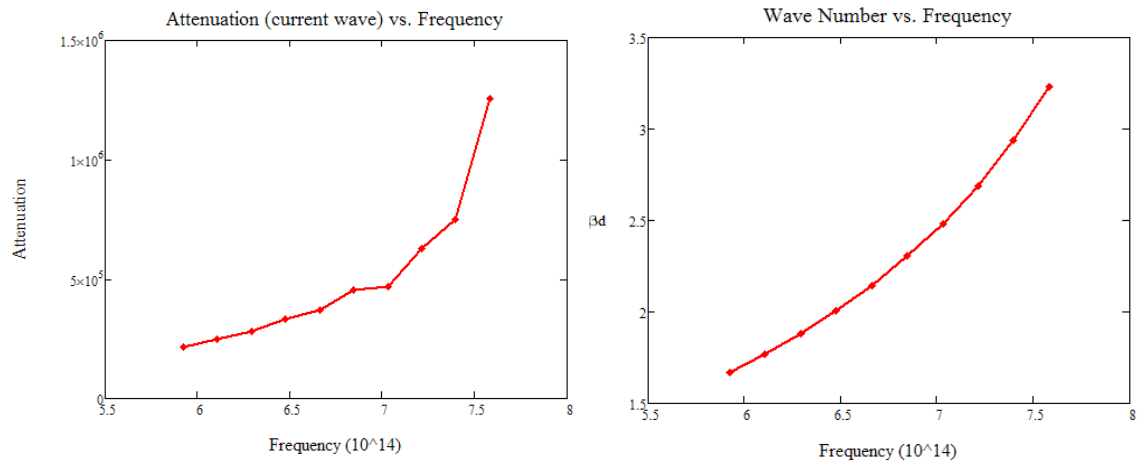 Attenuation (current wave) vs. Frequency
1.5×10^6
1×10^6
5×10^5
0
5.5 6 6.5 7 7.5 8
Attenuation
Frequency (10^14)
Wave Number vs. Frequency
3.5
3
2.5
2
1.5
5.5 6 6.5 7 7.5 8
βd
Frequency (10^14)